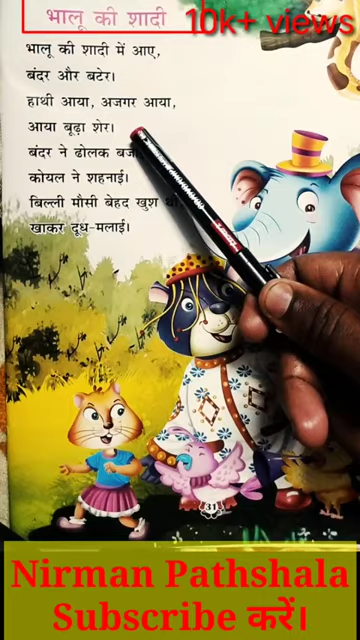 भालू की शादी
10k+ views
भालू की शादी में आए,
बंदर और बटेर।
हाथी आया, अजगर आया,
आया बूढ़ा शेर।
बंदर ने ढोलक
कोयल ने शहनाई।
बिल्ली मौसी बेहद खुश थी
खाकर दूध-मलाई।
31
Nirman Pathshala
Subscribe करें।